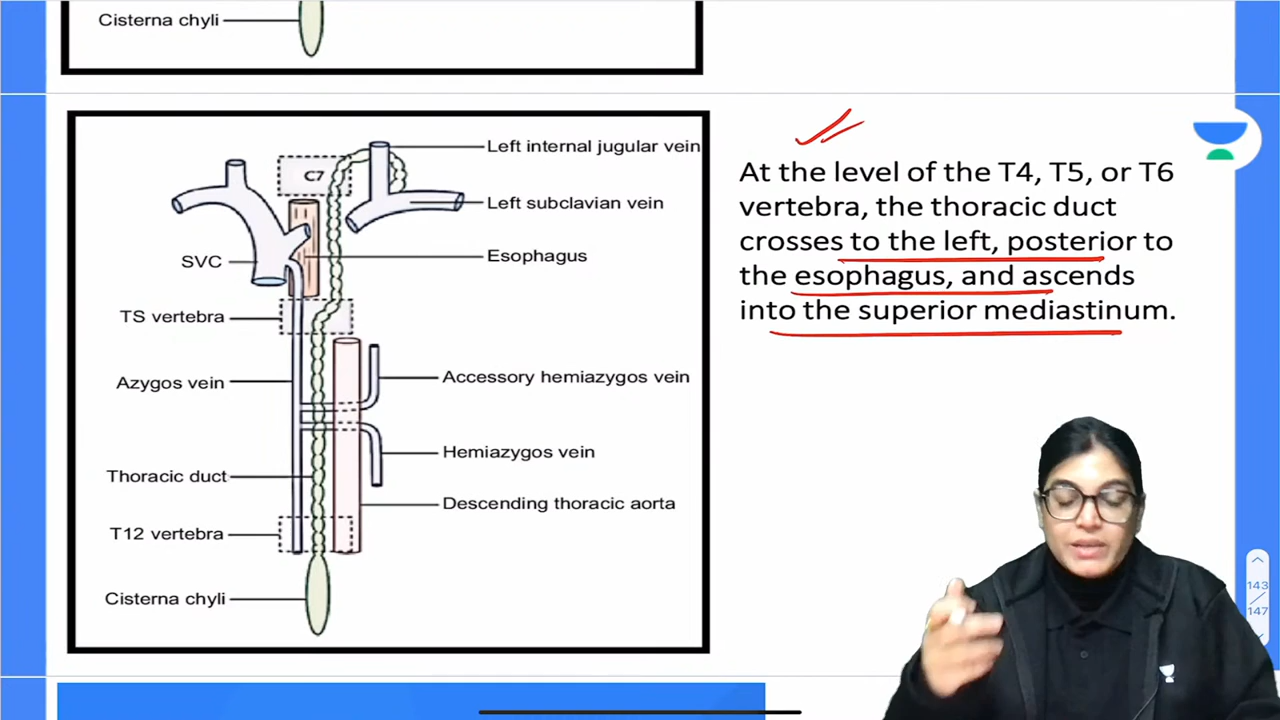 Cisterna chyli
Left internal jugular vein
C7
Left subclavian vein
Esophagus
SVC
TS vertebra
Azygos vein
Accessory hemiazygos vein
Hemiazygos vein
Thoracic duct
Descending thoracic aorta
T12 vertebra
Cisterna chyli
At the level of the T4, T5, or T6
vertebra, the thoracic duct
crosses to the left, posterior to
the esophagus, and ascends
into the superior mediastinum.
143
/
147